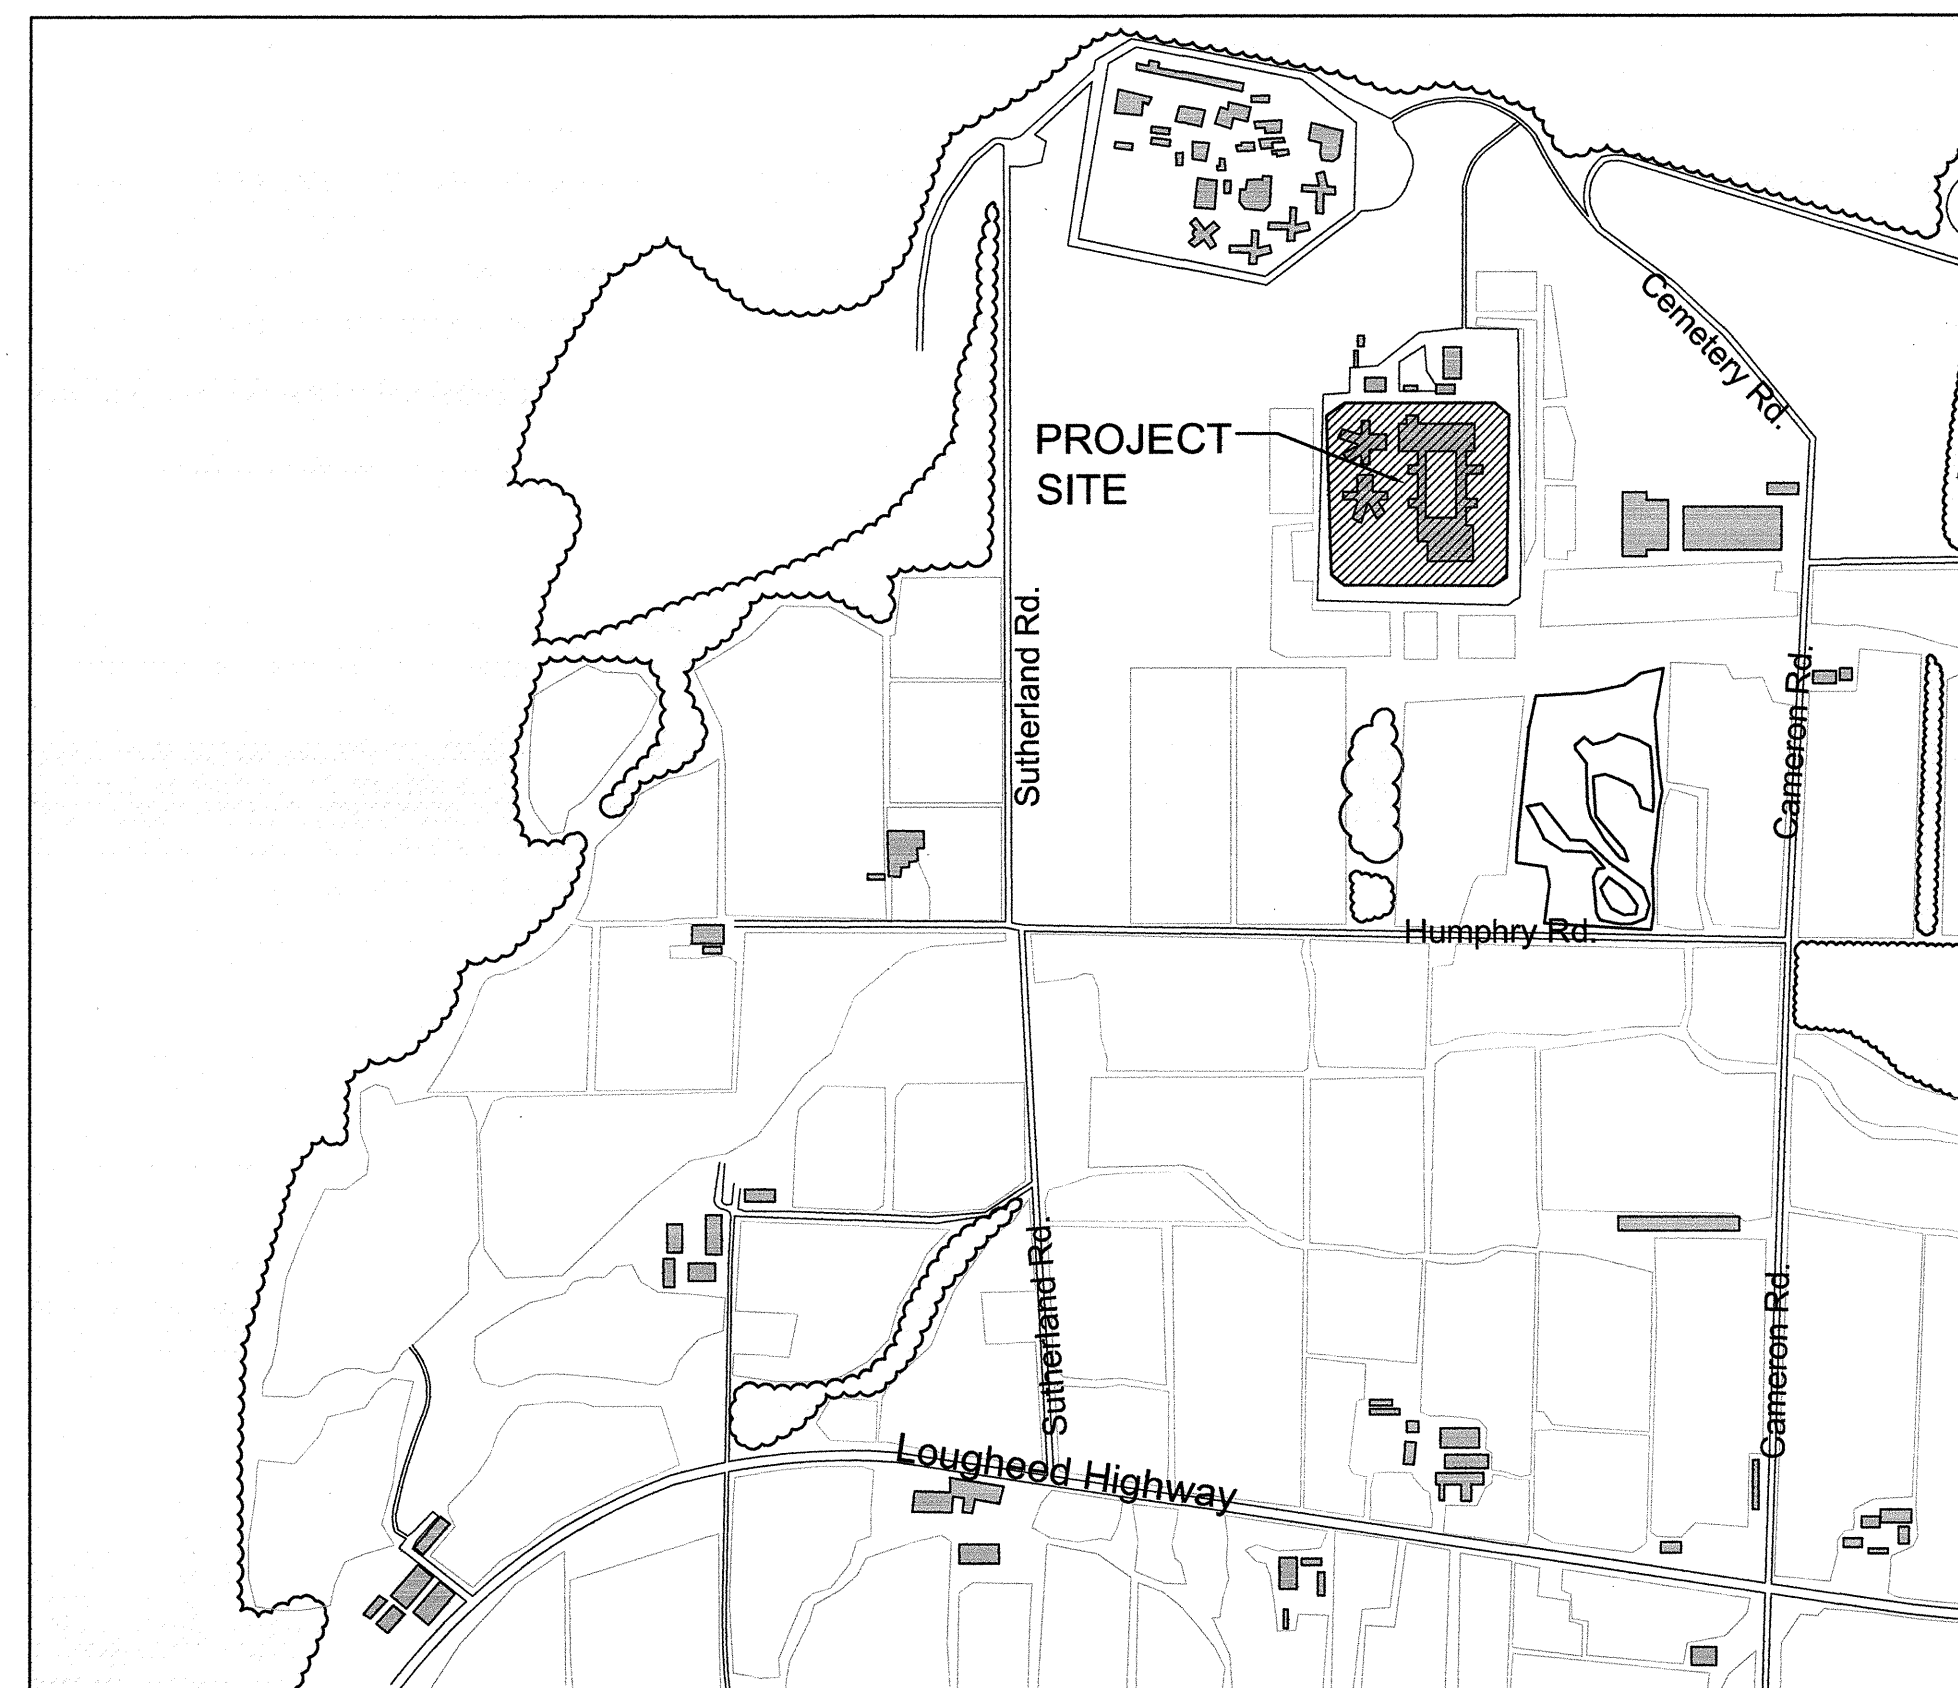 Cemetery Rd.
PROJECT
SITE
Sutherland Rd.
Cameron Rd.
Humphry Rd.
Sutherland Rd.
Cameron Rd.
Lougheed Highway